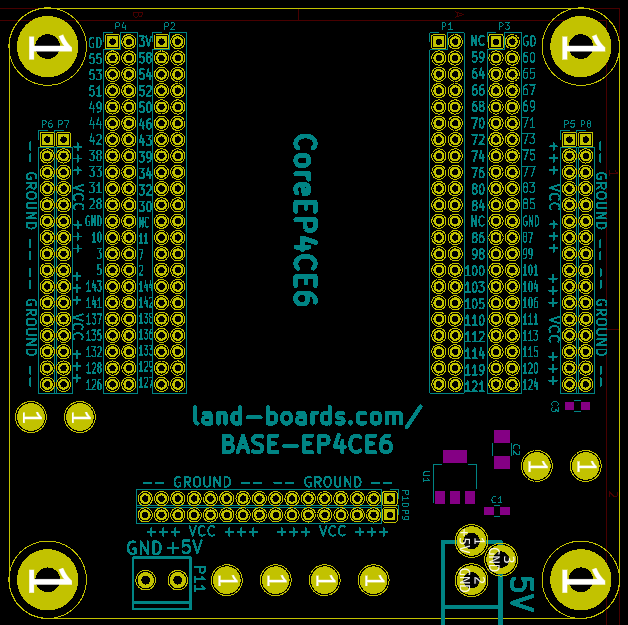 P4 P2 P1 P3
GD 3V NC GD
55 58 59 60
53 54 64 65
51 52 66 67
49 50 68 69
44 46 70 71
P6 P7 P5 P8
42 43 72 73
38 39 74 75
33 34 76 77
31 32 80 83
28 30 84 85
GND NC NC GND
10 11 86 87
3 7 98 99
5 2 100 101
143 144 103 104
141 142 105 106
137 138 110 111
135 136 112 113
132 133 114 115
128 129 119 120
126 127 121 124
-- GROUND -- -- GROUND --
+++ VCC +++ +++ VCC +++
CoreEP4CE6
+++ VCC +++ +++ VCC +++
-- GROUND -- -- GROUND --
land-boards.com/
BASE-EP4CE6
C3
C2
U1
C1
-- GROUND -- -- GROUND --
P10 P9
+++ VCC +++ +++ VCC +++
GND +5V
P11
5V
1
1
1
1
1
1
1
1
1
1
1
1